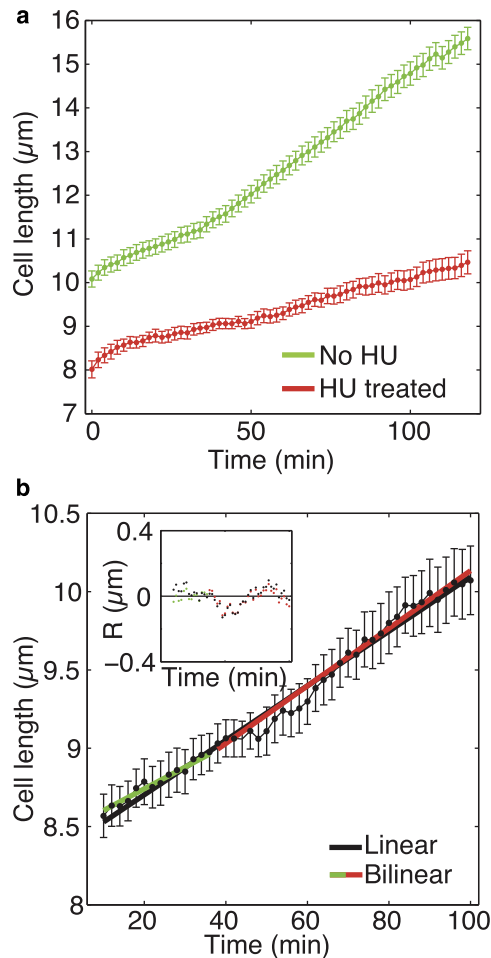 a
16
15
14
13
12
11
10
9
8
7
Cell length (μm)
0 50 100
Time (min)
No HU
HU treated
b
10.5
10
9.5
9
8.5
8
Cell length (μm)
0.4
0
−0.4
R (μm)
Time (min)
Linear
Bilinear
20 40 60 80 100
Time (min)